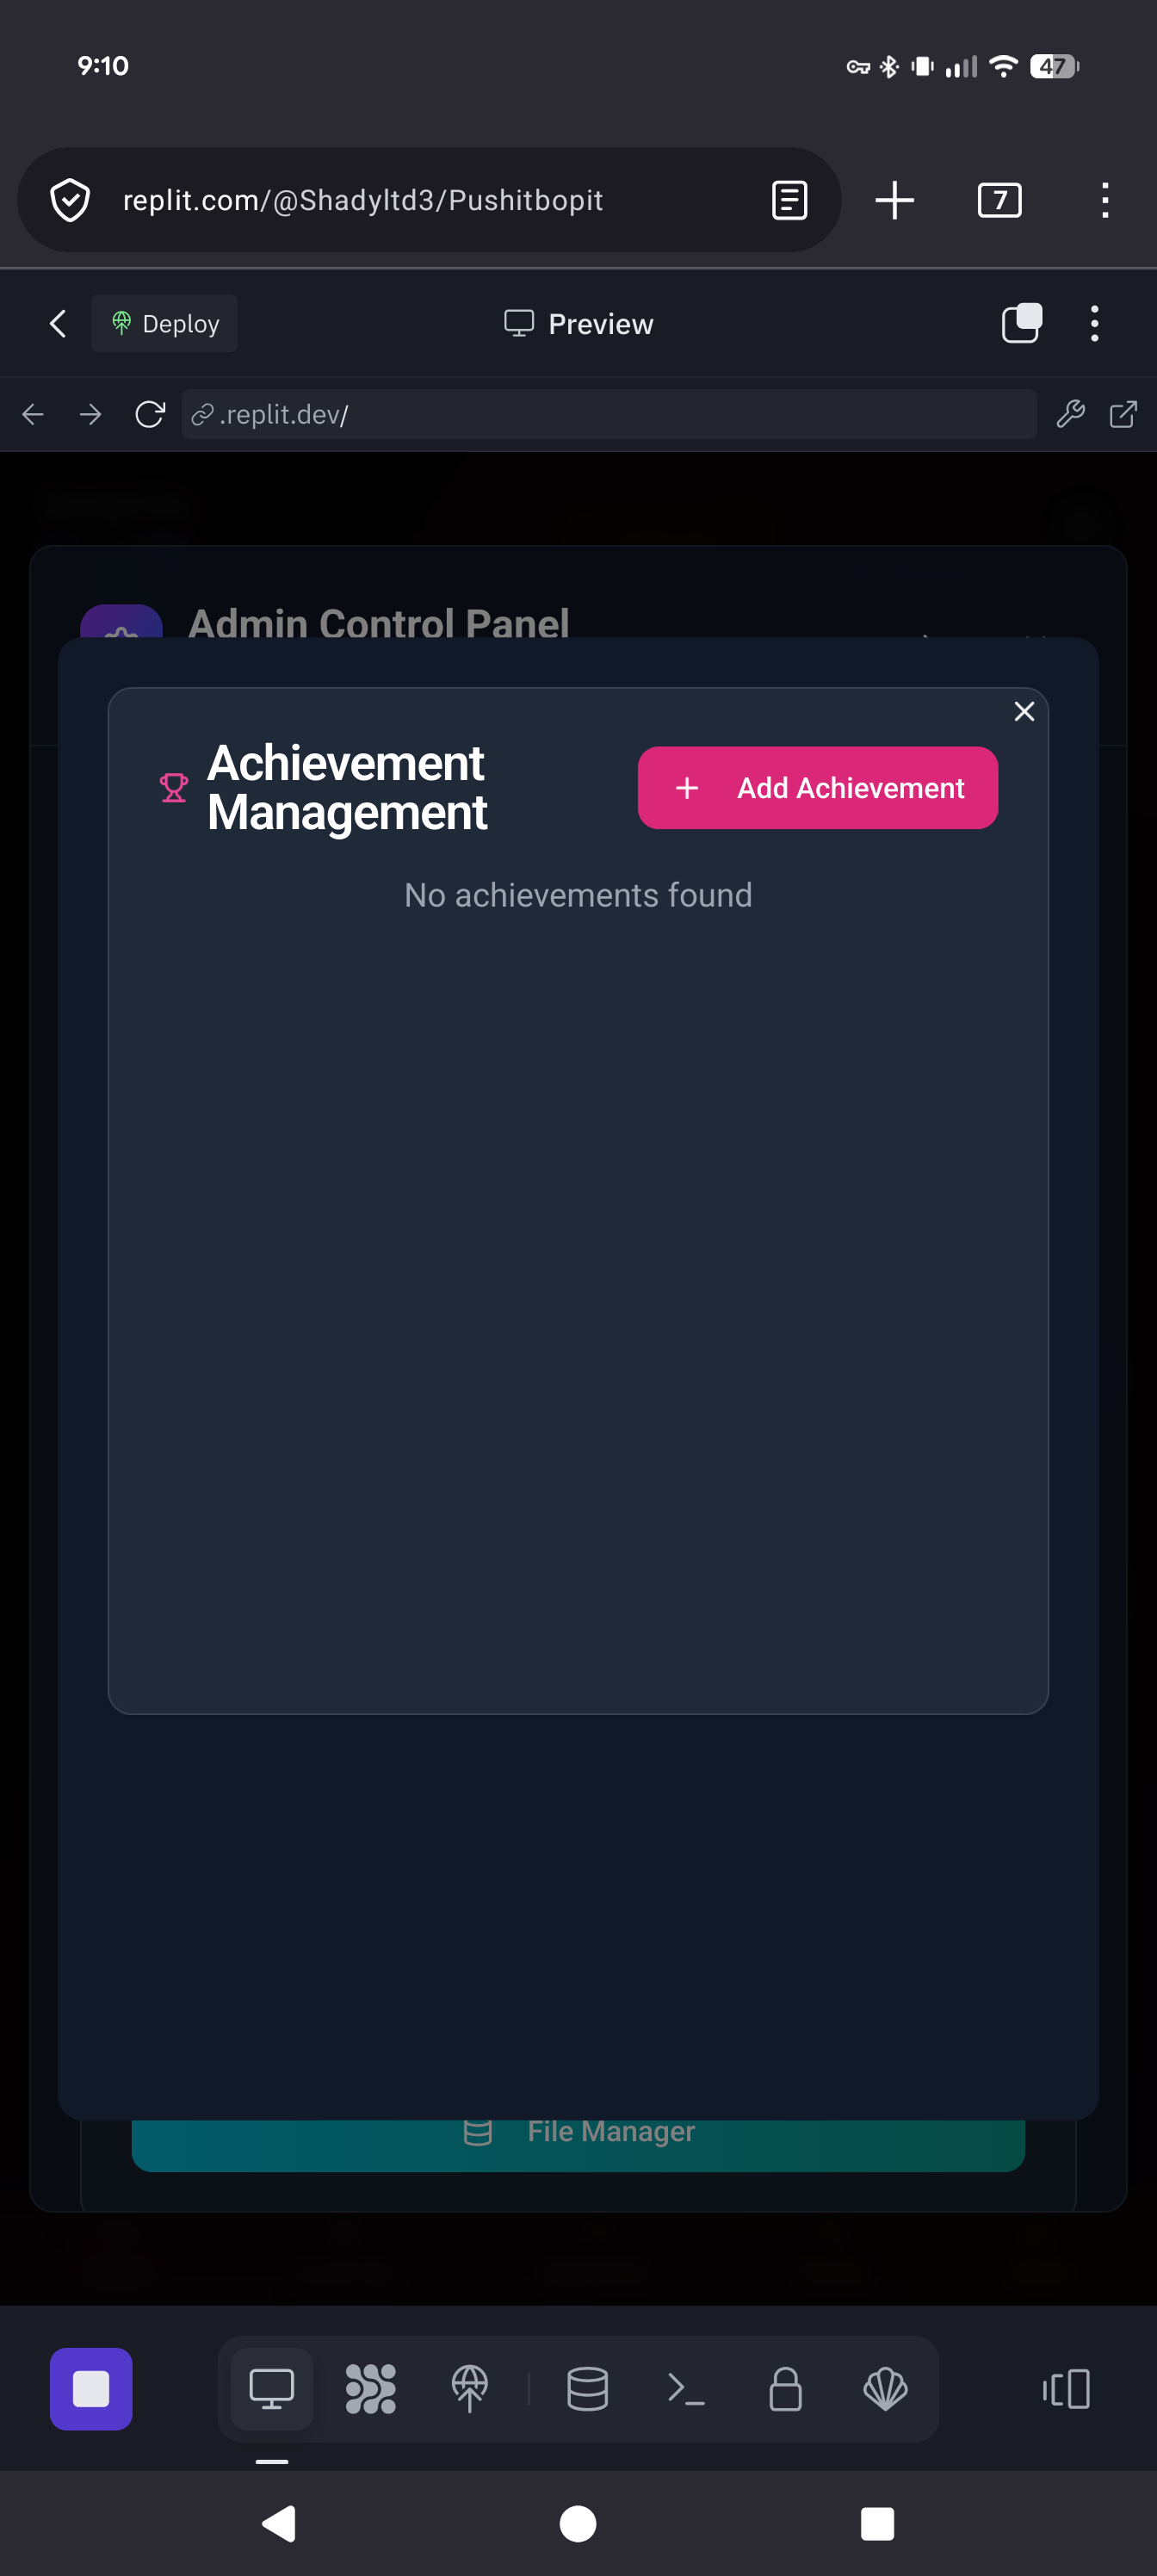 9:10
47
replit.com/@Shadyltd3/Pushitbopit
7
Deploy
Preview
.replit.dev/
Admin Control Panel
Achievement
Management
Add Achievement
No achievements found
File Manager